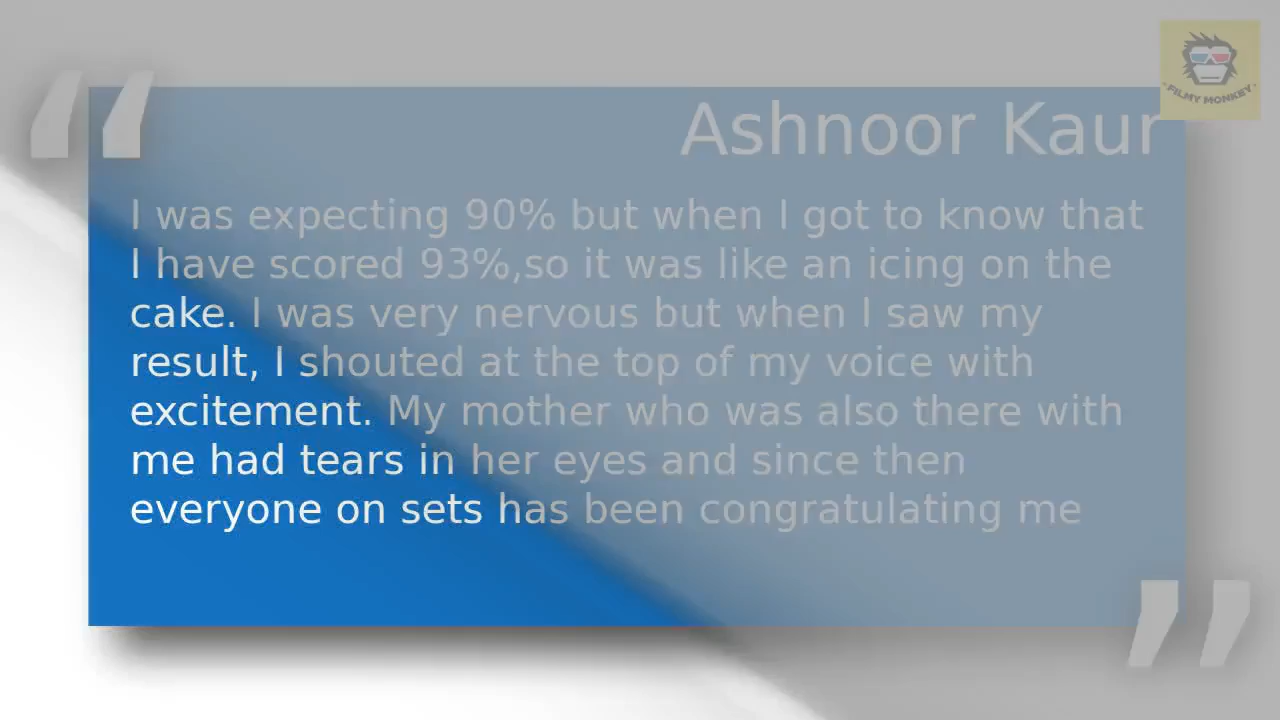 FILMY MONKEY
“
Ashnoor Kaur
I was expecting 90% but when I got to know that
I have scored 93%,so it was like an icing on the
cake. I was very nervous but when I saw my
result, I shouted at the top of my voice with
excitement. My mother who was also there with
me had tears in her eyes and since then
everyone on sets has been congratulating me
”